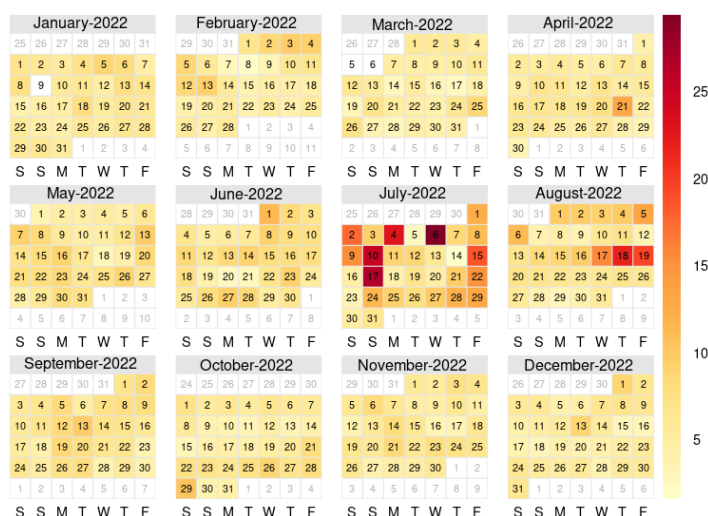 January-2022
25 26 27 28 29 30 31
1 2 3 4 5 6 7
8 9 10 11 12 13 14
15 16 17 18 19 20 21
22 23 24 25 26 27 28
29 30 31 1 2 3 4
S S M T W T F
February-2022
29 30 31 1 2 3 4
5 6 7 8 9 10 11
12 13 14 15 16 17 18
19 20 21 22 23 24 25
26 27 28 1 2 3 4
5 6 7 8 9 10 11
S S M T W T F
March-2022
26 27 28 1 2 3 4
5 6 7 8 9 10 11
12 13 14 15 16 17 18
19 20 21 22 23 24 25
26 27 28 29 30 31 1
2 3 4 5 6 7 8
S S M T W T F
April-2022
26 27 28 29 30 31 1
2 3 4 5 6 7 8
9 10 11 12 13 14 15
16 17 18 19 20 21 22
23 24 25 26 27 28 29
30 1 2 3 4 5 6
S S M T W T F
May-2022
30 1 2 3 4 5 6
7 8 9 10 11 12 13
14 15 16 17 18 19 20
21 22 23 24 25 26 27
28 29 30 31 1 2 3
4 5 6 7 8 9 10
S S M T W T F
June-2022
28 29 30 31 1 2 3
4 5 6 7 8 9 10
11 12 13 14 15 16 17
18 19 20 21 22 23 24
25 26 27 28 29 30 1
2 3 4 5 6 7 8
S S M T W T F
July-2022
25 26 27 28 29 30 1
2 3 4 5 6 7 8
9 10 11 12 13 14 15
16 17 18 19 20 21 22
23 24 25 26 27 28 29
30 31 1 2 3 4 5
S S M T W T F
August-2022
30 31 1 2 3 4 5
6 7 8 9 10 11 12
13 14 15 16 17 18 19
20 21 22 23 24 25 26
27 28 29 30 31 1 2
3 4 5 6 7 8 9
S S M T W T F
September-2022
27 28 29 30 31 1 2
3 4 5 6 7 8 9
10 11 12 13 14 15 16
17 18 19 20 21 22 23
24 25 26 27 28 29 30
1 2 3 4 5 6 7
S S M T W T F
October-2022
24 25 26 27 28 29 30
1 2 3 4 5 6 7
8 9 10 11 12 13 14
15 16 17 18 19 20 21
22 23 24 25 26 27 28
29 30 31 1 2 3 4
S S M T W T F
November-2022
29 30 31 1 2 3 4
5 6 7 8 9 10 11
12 13 14 15 16 17 18
19 20 21 22 23 24 25
26 27 28 29 30 1 2
3 4 5 6 7 8 9
S S M T W T F
December-2022
26 27 28 29 30 1 2
3 4 5 6 7 8 9
10 11 12 13 14 15 16
17 18 19 20 21 22 23
24 25 26 27 28 29 30
31 1 2 3 4 5 6
S S M T W T F
25
20
15
10
5